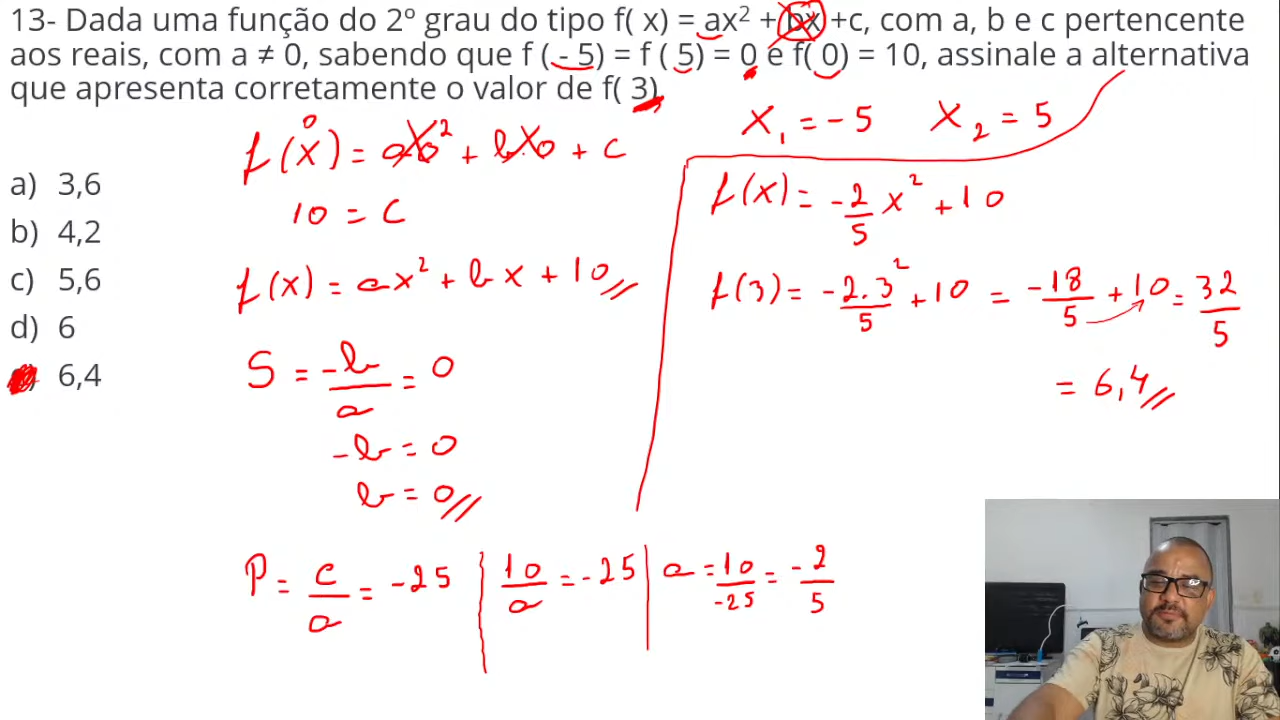 13- Dada uma função do 2º grau do tipo f( x) = ax² + bx +c, com a, b e c pertencente
aos reais, com a ≠ 0, sabendo que f ( - 5) = f ( 5) = 0 e f( 0) = 10, assinale a alternativa
que apresenta corretamente o valor de f( 3)
x₁ = -5 x₂ = 5
a) 3,6
b) 4,2
c) 5,6
d) 6
6,4
0
f(x) = ax0² + bx0 + c
10 = c
f(x) = ax² + bx + 10//
S = -b/a = 0
-b = 0
b = 0//
P = c/a = -25 | 10/a = -25 | a = 10/-25 = -2/5
f(x) = -2/5 x² + 10
f(3) = -2.3²/5 + 10 = -18/5 + 10 = 32/5
= 6,4//